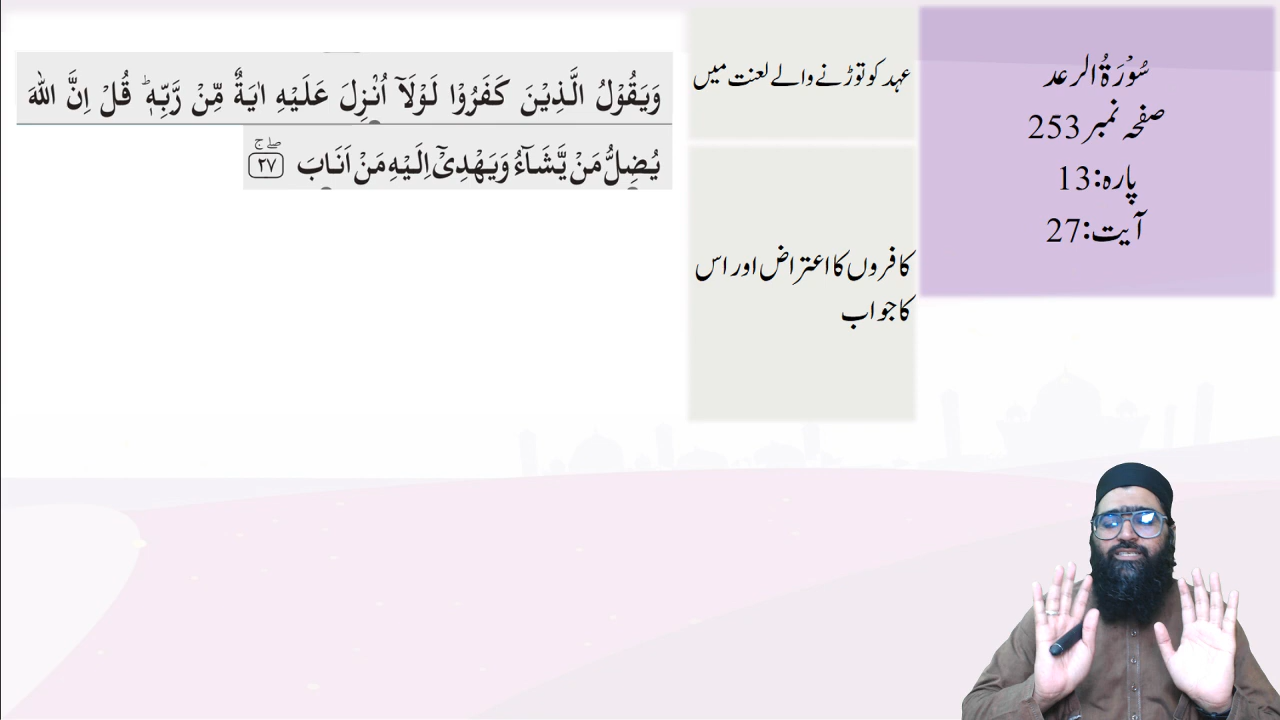 سُوْرَۃُ الرعد
صفحہ نمبر 253
پارہ:13
آیت:27
عہد کو توڑنے والے لعنت میں
کافروں کا اعتراض اور اس
کا جواب
وَیَقُوْلُ الَّذِیْنَ کَفَرُوْا لَوْلَاۤ اُنْزِلَ عَلَیْهِ اٰیَةٌ مِّنْ رَّبِّهٖ ؕ قُلْ اِنَّ اللّٰهَ
یُضِلُّ مَنْ یَّشَآءُ وَیَهْدِیْۤ اِلَیْهِ مَنْ اَنَابَ ۖۚ ﴿۲۷﴾